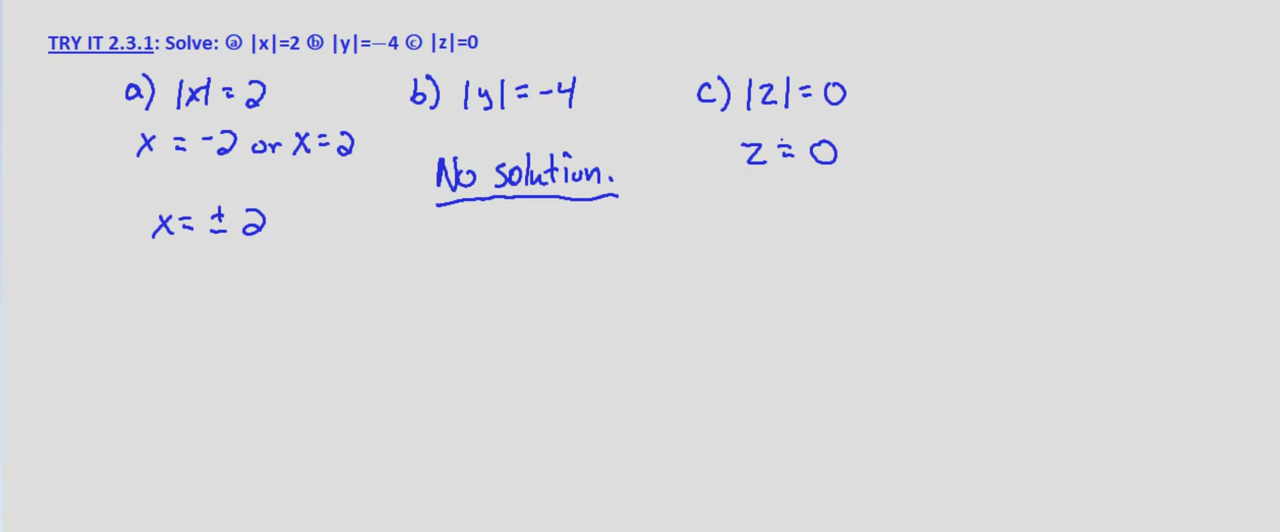 TRY IT 2.3.1: Solve: ⓐ |x|=2 ⓑ |y|=−4 ⓒ |z|=0
a) |x| = 2
x = -2 or x = 2
x = ± 2
b) |y| = -4
No solution.
c) |z| = 0
z = 0